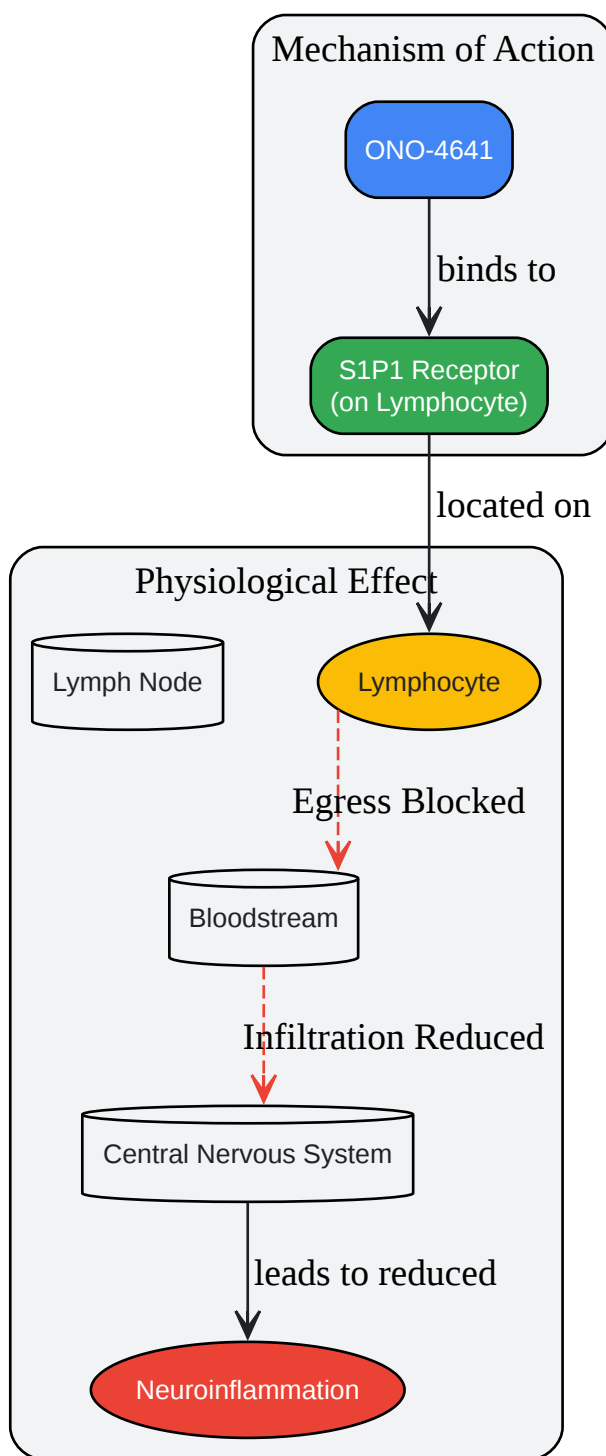 Mechanism of Action
ONO-4641
binds to
S1P1 Receptor
(on Lymphocyte)
located on
Physiological Effect
Lymph Node
Lymphocyte
Egress Blocked
Bloodstream
Infiltration Reduced
Central Nervous System
leads to reduced
Neuroinflammation